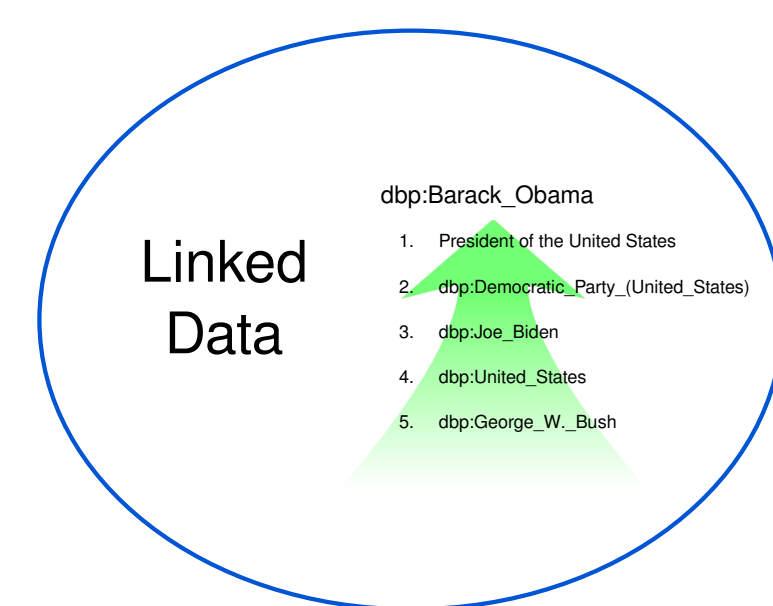 Linked
Data
dbp:Barack_Obama
1. President of the United States
2. dbp:Democratic_Party_(United_States)
3. dbp:Joe_Biden
4. dbp:United_States
5. dbp:George_W._Bush